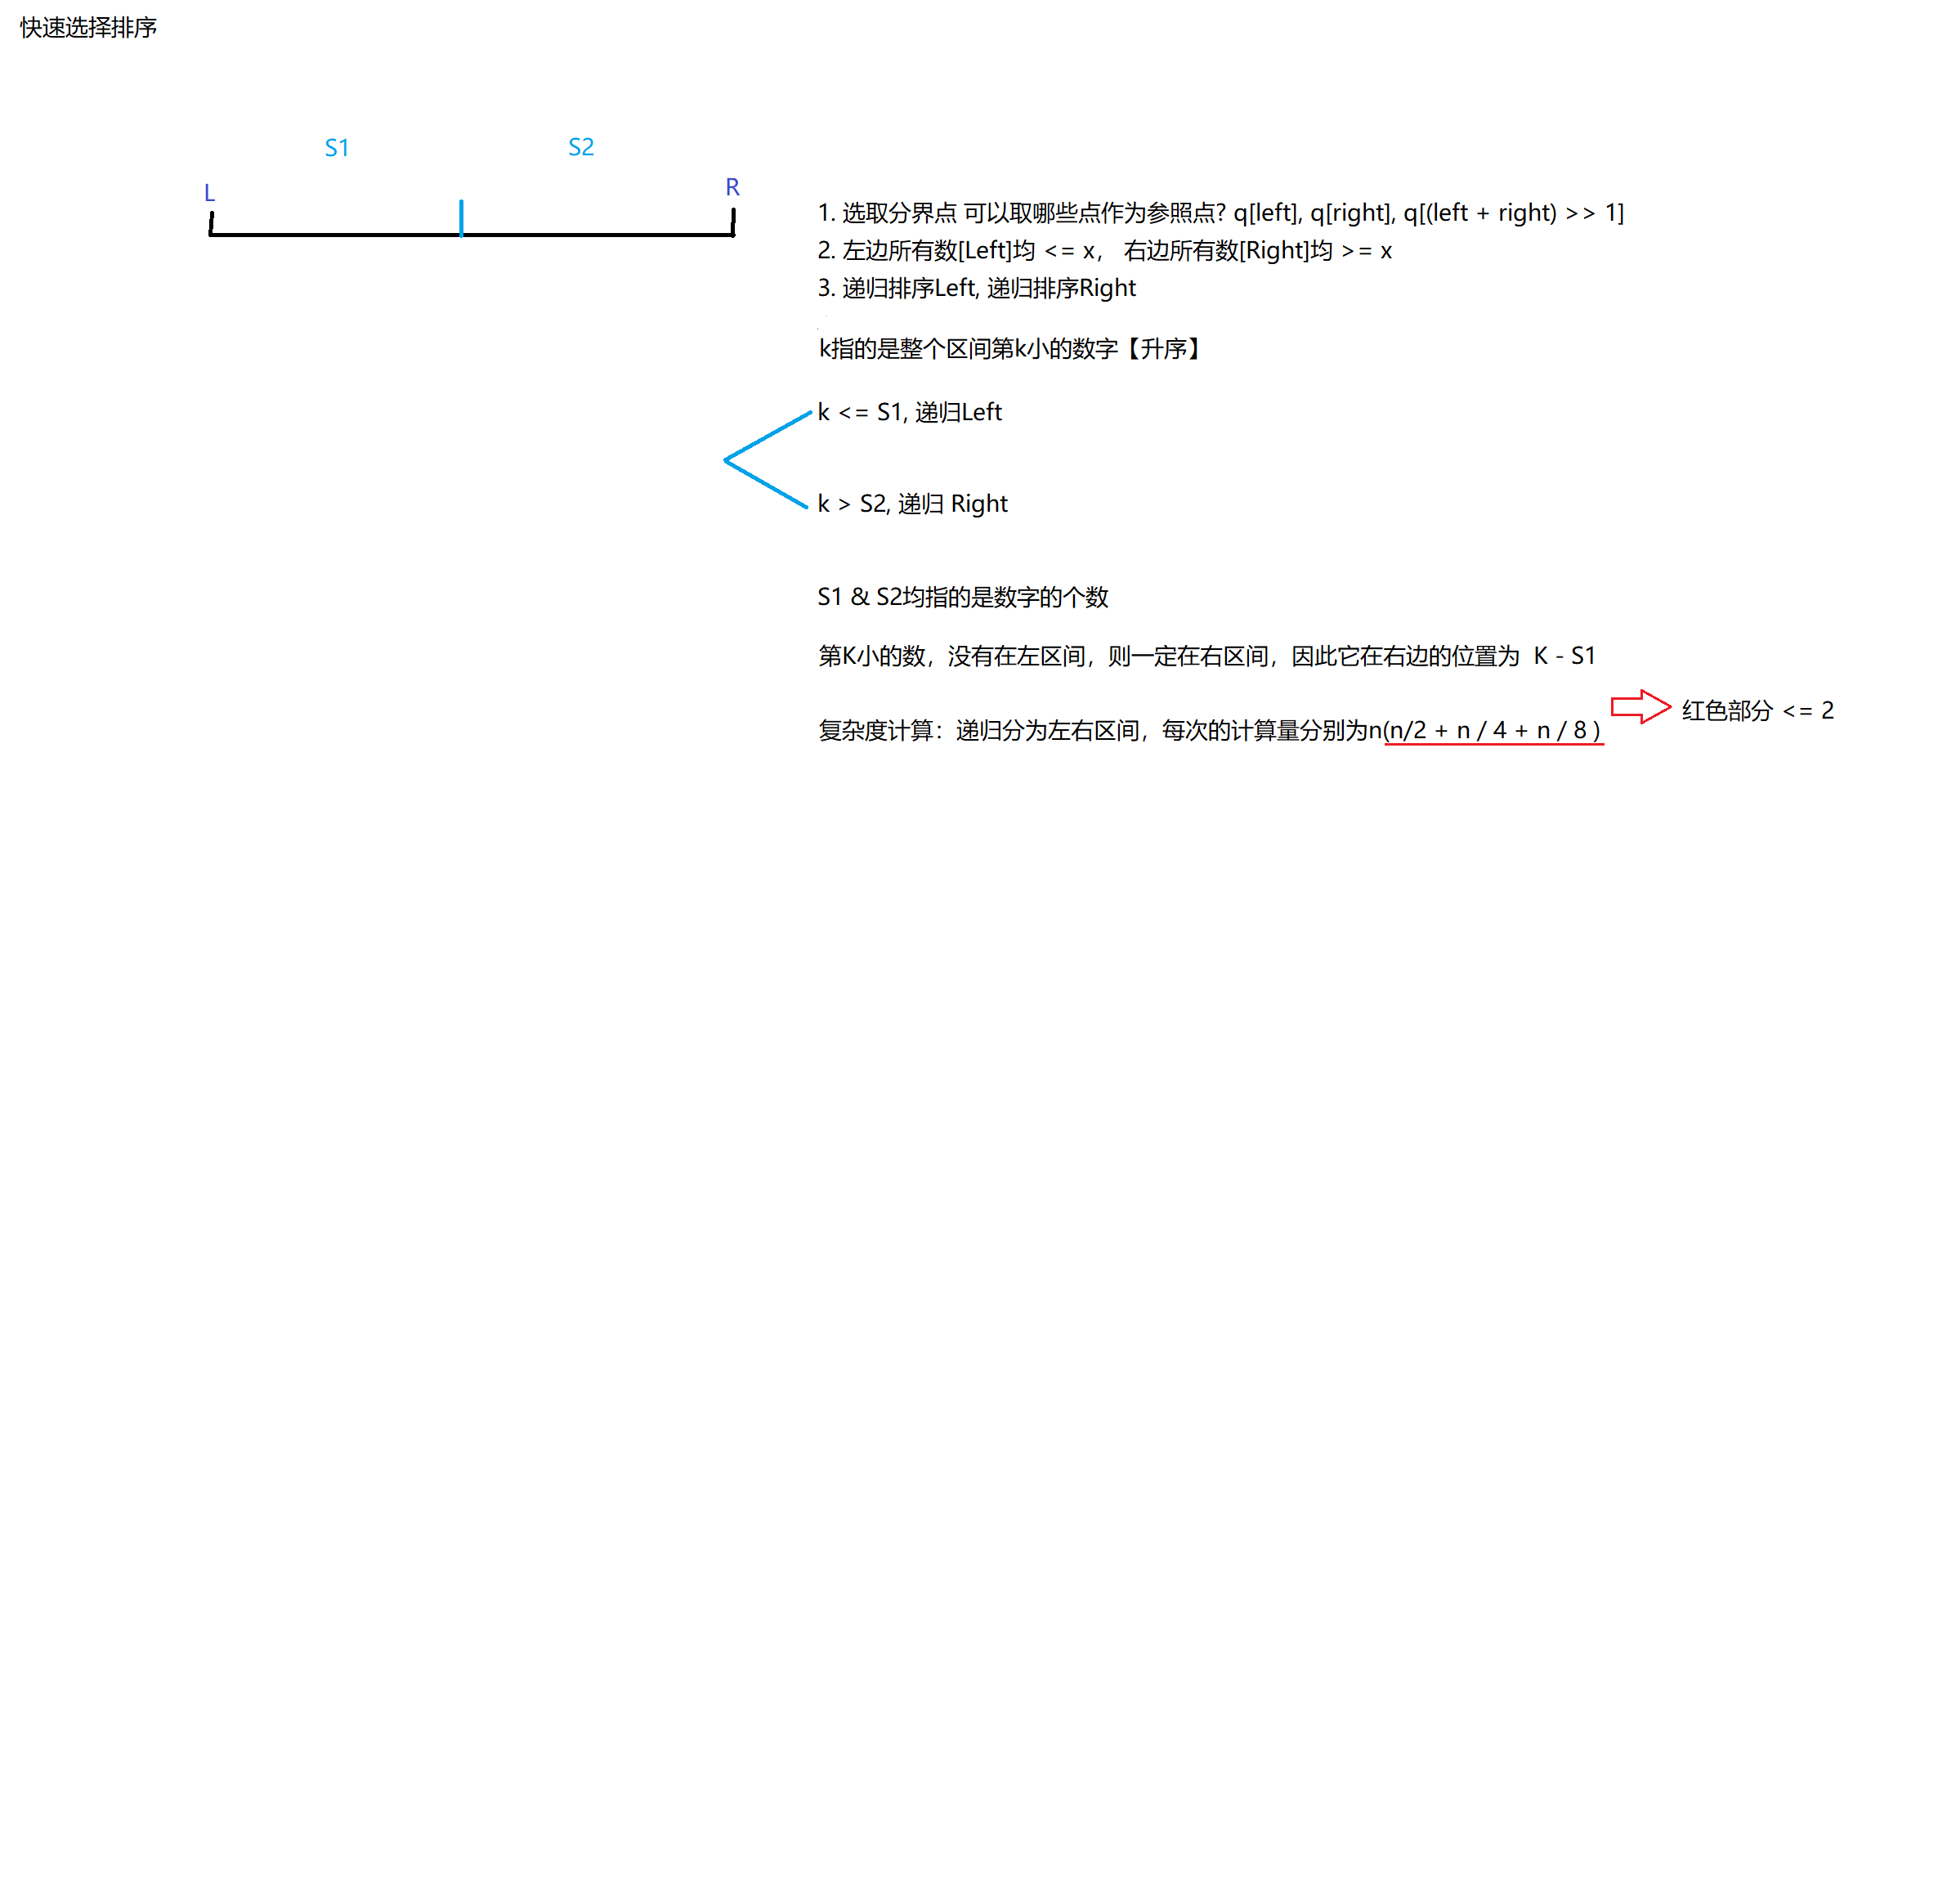 快速选择排序
S1 S2
L R
1. 选取分界点 可以取哪些点作为参照点? q[left], q[right], q[(left + right) >> 1]
2. 左边所有数[Left]均 <= x， 右边所有数[Right]均 >= x
3. 递归排序Left, 递归排序Right
k指的是整个区间第k小的数字【升序】
k <= S1, 递归Left
k > S2, 递归 Right
S1 & S2均指的是数字的个数
第K小的数，没有在左区间，则一定在右区间，因此它在右边的位置为 K - S1
复杂度计算：递归分为左右区间，每次的计算量分别为n(n/2 + n / 4 + n / 8 )
红色部分 <= 2